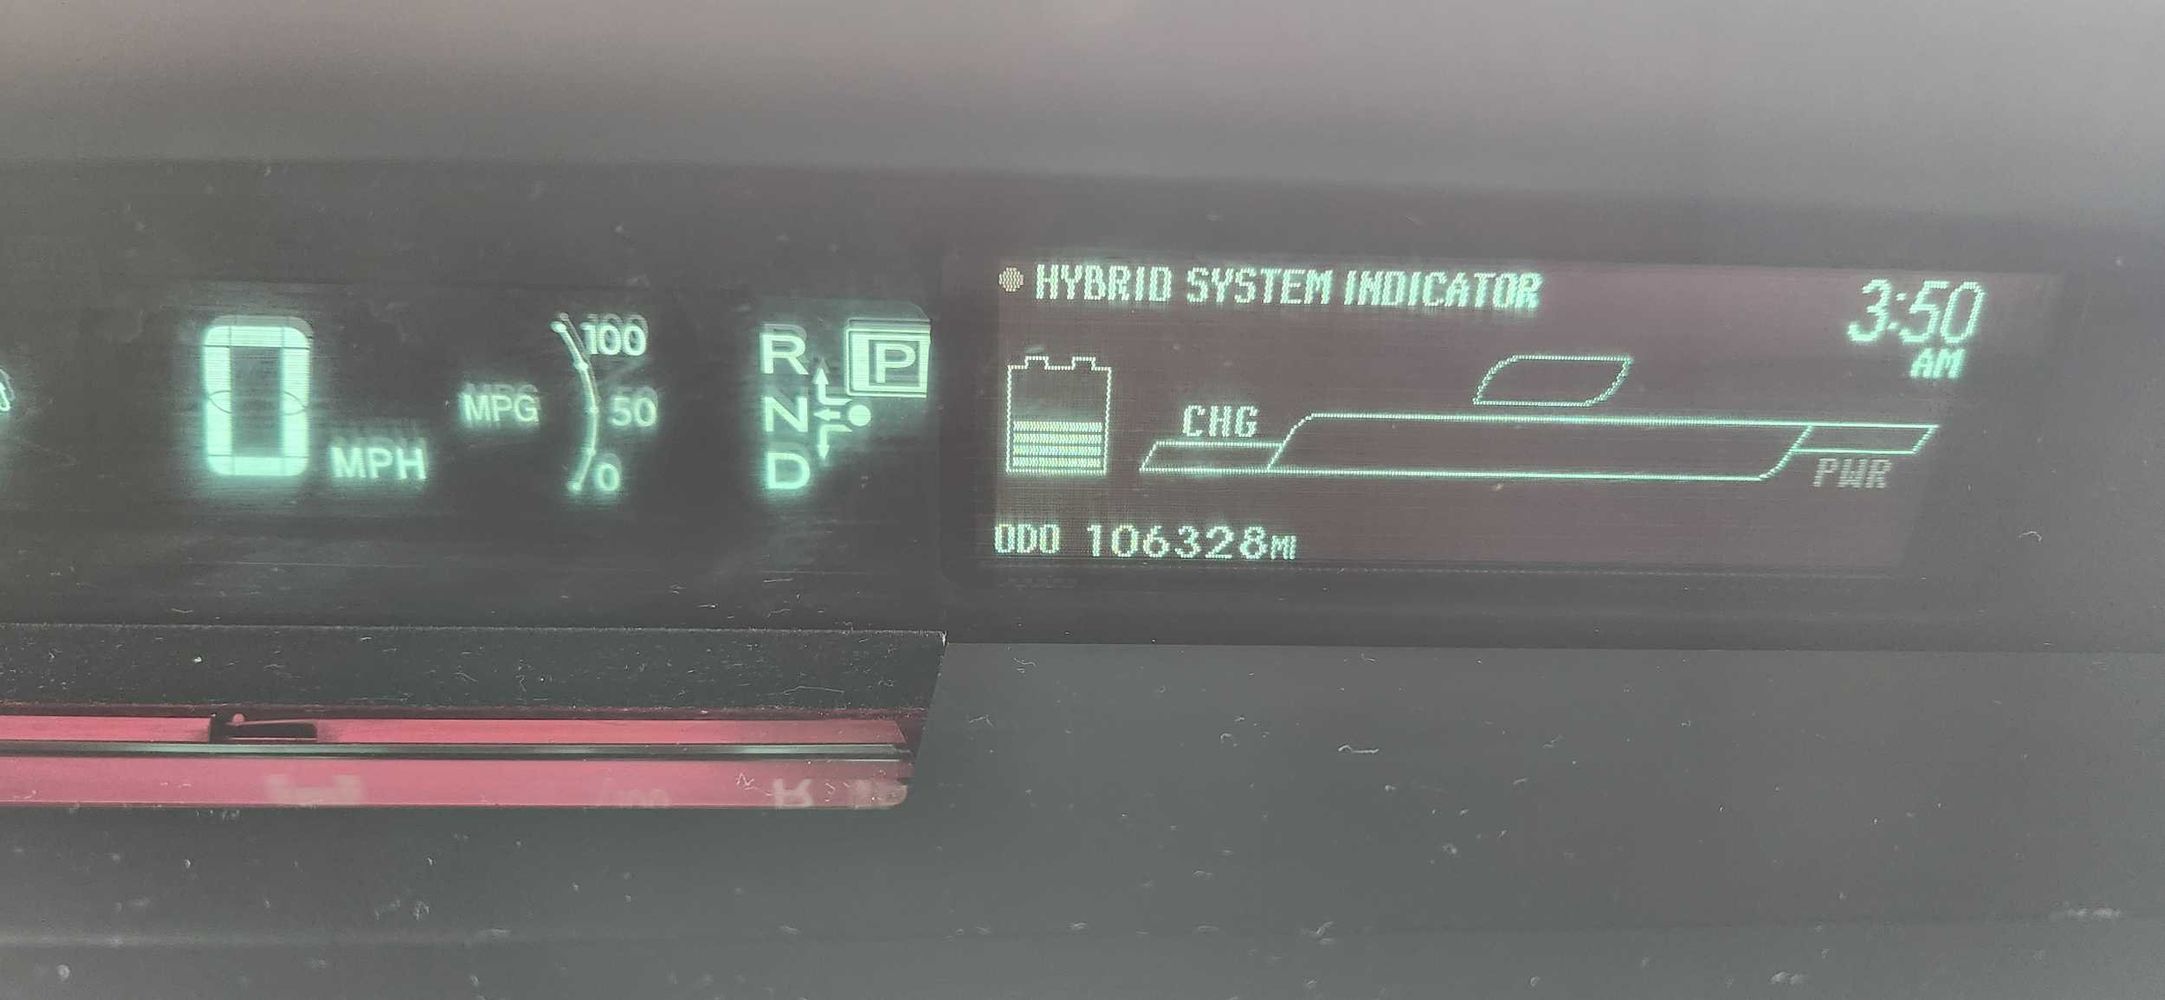 HYBRID SYSTEM INDICATOR
3:50
AM
0
MPH
MPG
100
50
0
R
N
D
P
CHG
PWR
ODO 106328MI